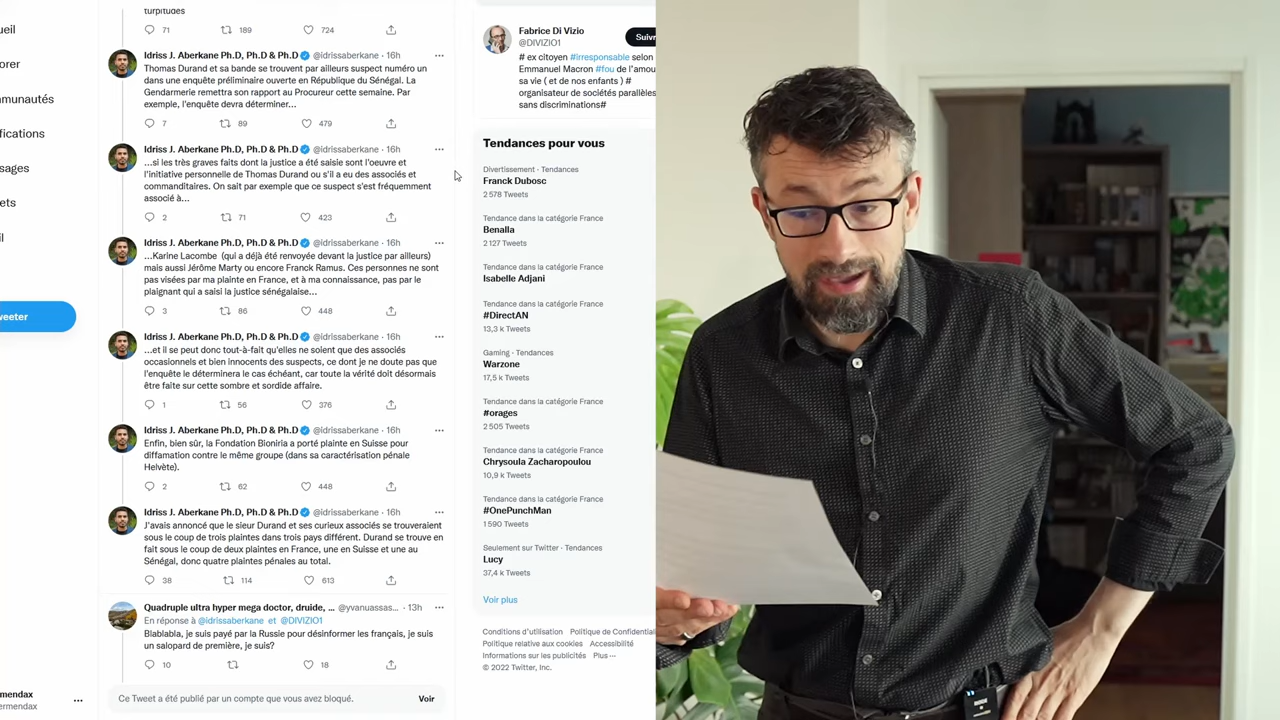 turpitudes
71 189 724
Idriss J. Aberkane Ph.D, Ph.D & Ph.D @idrissaberkane · 16h
Thomas Durand et sa bande se trouvent par ailleurs suspect numéro un
dans une enquête préliminaire ouverte en République du Sénégal. La
Gendarmerie remettra son rapport au Procureur cette semaine. Par
exemple, l'enquête devra déterminer...
7 89 479
Idriss J. Aberkane Ph.D, Ph.D & Ph.D @idrissaberkane · 16h
...si les très graves faits dont la justice a été saisie sont l'oeuvre et
l'initiative personnelle de Thomas Durand ou s'il a eu des associés et
commanditaires. On sait par exemple que ce suspect s'est fréquemment
associé à...
2 71 423
Idriss J. Aberkane Ph.D, Ph.D & Ph.D @idrissaberkane · 16h
...Karine Lacombe (qui a déjà été renvoyée devant la justice par ailleurs)
mais aussi Jérôme Marty ou encore Franck Ramus. Ces personnes ne sont
pas visées par ma plainte en France, et à ma connaissance, pas par le
plaignant qui a saisi la justice sénégalaise...
3 86 448
Idriss J. Aberkane Ph.D, Ph.D & Ph.D @idrissaberkane · 16h
...et il se peut donc tout-à-fait qu'elles ne soient que des associés
occasionnels et bien innocents des suspects, ce dont je ne doute pas que
l'enquête le déterminera le cas échéant, car toute la vérité doit désormais
être faite sur cette sombre et sordide affaire.
1 56 376
Idriss J. Aberkane Ph.D, Ph.D & Ph.D @idrissaberkane · 16h
Enfin, bien sûr, la Fondation Bioniria a porté plainte en Suisse pour
diffamation contre le même groupe (dans sa caractérisation pénale
Helvète).
2 62 448
Idriss J. Aberkane Ph.D, Ph.D & Ph.D @idrissaberkane · 16h
J'avais annoncé que le sieur Durand et ses curieux associés se trouveraient
sous le coup de trois plaintes dans trois pays différent. Durand se trouve en
fait sous le coup de deux plaintes en France, une en Suisse et une au
Sénégal, donc quatre plaintes pénales au total.
38 114 613
Quadruple ultra hyper mega doctor, druide, ... @yvanuassas... · 13h
En réponse à @idrissaberkane et @DIVIZIO1
Blablabla, je suis payé par la Russie pour désinformer les français, je suis
un salopard de première, je suis?
10 18
Ce Tweet a été publié par un compte que vous avez bloqué. Voir
ueil
orer
nmunautés
ifications
sages
ets
il
weeter
mendax
ermendax
Fabrice Di Vizio
@DIVIZIO1
Suivr
# ex citoyen #irresponsable selon
Emmanuel Macron #fou de l'amou
sa vie ( et de nos enfants ) #
organisateur de sociétés parallèles
sans discriminations#
Tendances pour vous
Divertissement · Tendances
Franck Dubosc
2 578 Tweets
Tendance dans la catégorie France
Benalla
2 127 Tweets
Tendance dans la catégorie France
Isabelle Adjani
Tendance dans la catégorie France
#DirectAN
13,3 k Tweets
Gaming · Tendances
Warzone
17,5 k Tweets
Tendance dans la catégorie France
#orages
2 505 Tweets
Tendance dans la catégorie France
Chrysoula Zacharopoulou
10,9 k Tweets
Tendance dans la catégorie France
#OnePunchMan
1 590 Tweets
Seulement sur Twitter · Tendances
Lucy
37,4 k Tweets
Voir plus
Conditions d'utilisation Politique de Confidential
Politique relative aux cookies Accessibilité
Informations sur les publicités Plus ···
© 2022 Twitter, Inc.